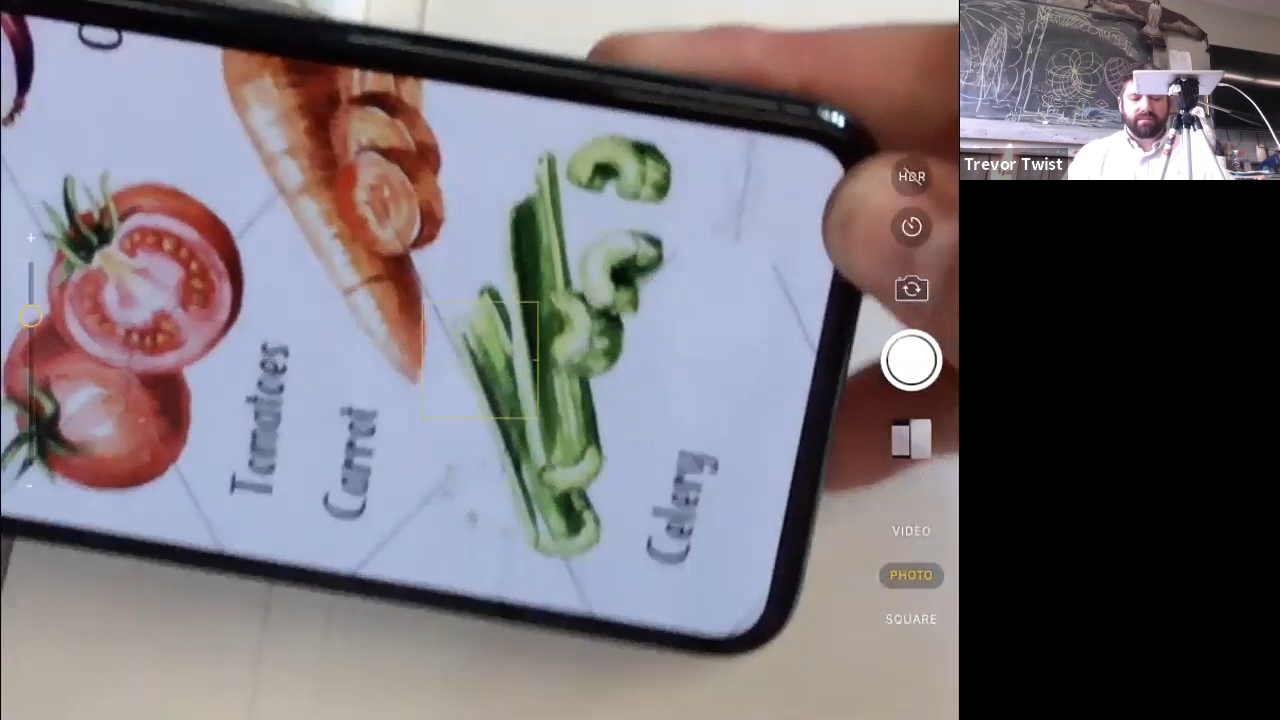 Tomatoes
Carrot
Celery
HDR
VIDEO
PHOTO
SQUARE
Trevor Twist